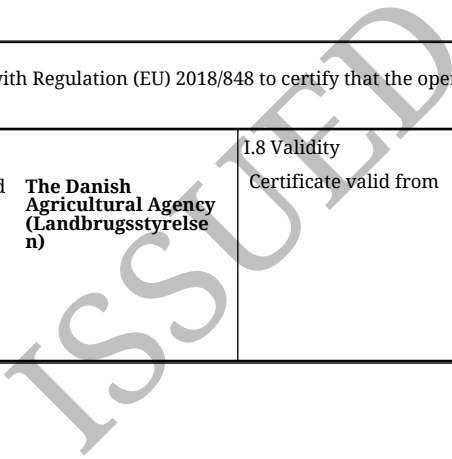 with Regulation (EU) 2018/848 to certify that the
I.8 Validity
Certificate valid from
The Danish
Agricultural Agency
(Landbrugsstyrelse
n)
ISSUED